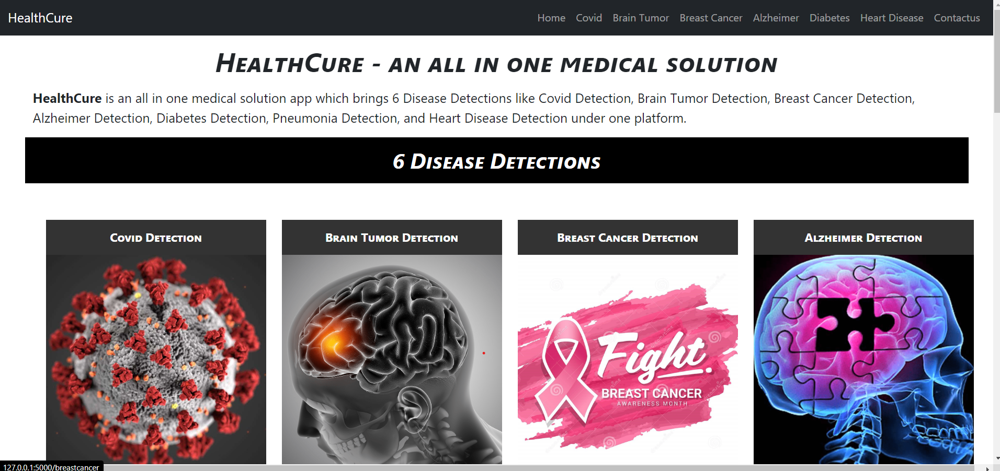 HealthCure
Home Covid Brain Tumor Breast Cancer Alzheimer Diabetes Heart Disease Contactus
HealthCure - an all in one medical solution
HealthCure is an all in one medical solution app which brings 6 Disease Detections like Covid Detection, Brain Tumor Detection, Breast Cancer Detection,
Alzheimer Detection, Diabetes Detection, Pneumonia Detection, and Heart Disease Detection under one platform.
6 Disease Detections
Covid Detection
Brain Tumor Detection
Breast Cancer Detection
Alzheimer Detection
Fight
BREAST CANCER
AWARENESS MONTH
127.0.0.1:5000/breastcancer